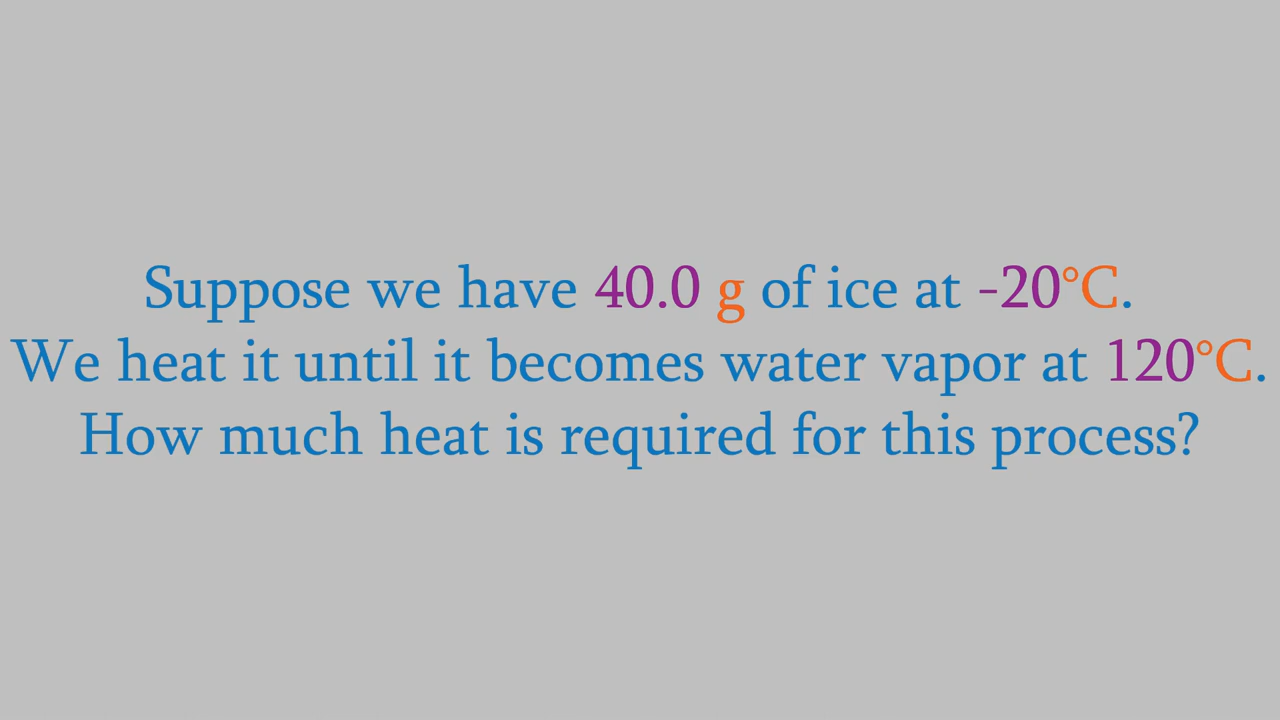 Suppose we have 40.0 g of ice at -20°C.
We heat it until it becomes water vapor at 120°C.
How much heat is required for this process?